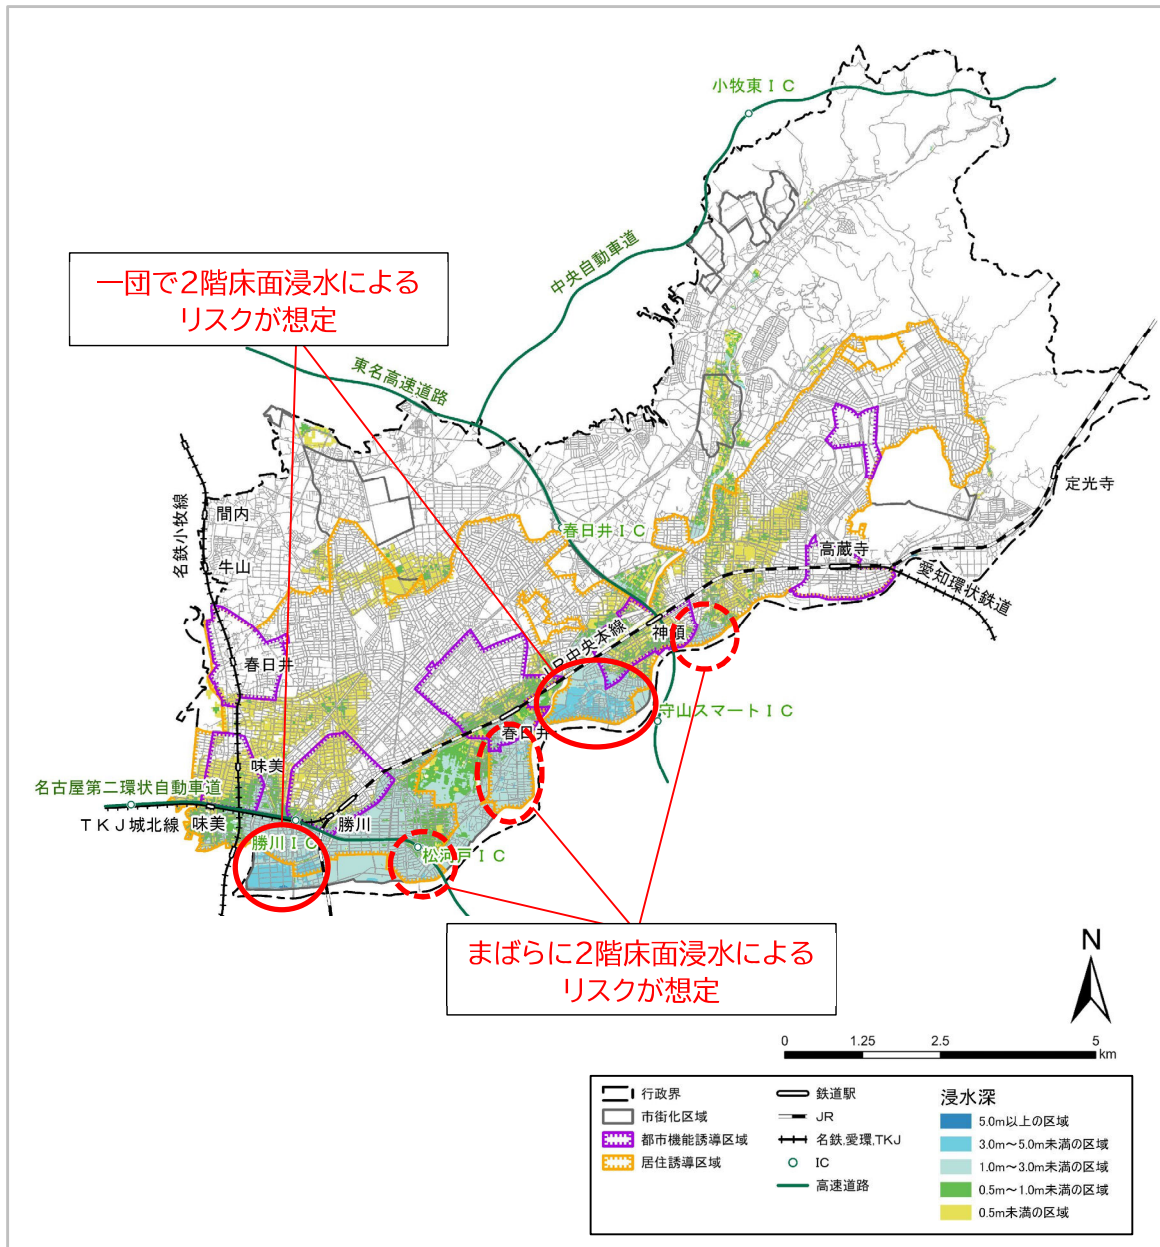 小牧東ＩＣ
中央自動車道
一団で2階床面浸水による
リスクが想定
東名高速道路
名鉄小牧線
間内
牛山
春日井ＩＣ
定光寺
高蔵寺
愛知環状鉄道
JR中央本線
神領
春日井
守山スマートＩＣ
春日井
味美
名古屋第二環状自動車道
ＴＫＪ城北線
味美
勝川
勝川ＩＣ
松河戸ＩＣ
まばらに2階床面浸水による
リスクが想定
N
0 1.25 2.5 5
km
行政界
市街化区域
都市機能誘導区域
居住誘導区域
鉄道駅
JR
名鉄,愛環,TKJ
IC
高速道路
浸水深
5.0m以上の区域
3.0m～5.0m未満の区域
1.0m～3.0m未満の区域
0.5m～1.0m未満の区域
0.5m未満の区域